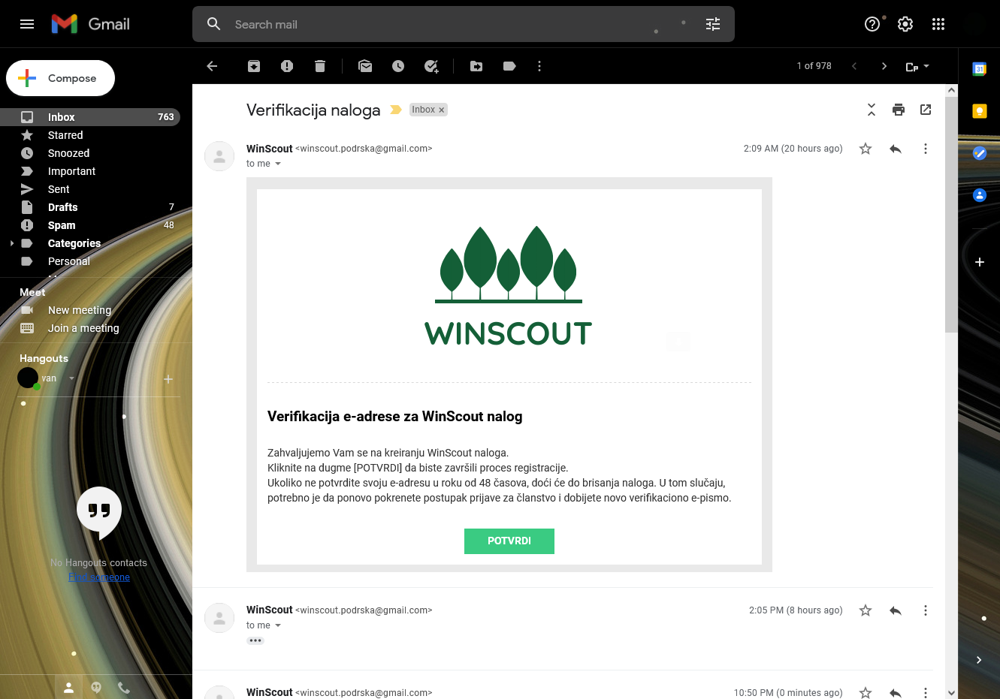 Gmail
Search mail
1 of 978
Compose
Inbox 763
Starred
Snoozed
Important
Sent
Drafts 7
Spam 48
Categories
Personal
Meet
New meeting
Join a meeting
Hangouts
van
No Hangouts contacts
Find someone
Verifikacija naloga
Inbox x
WinScout <winscout.podrska@gmail.com>
2:09 AM (20 hours ago)
to me
WINSCOUT
Verifikacija e-adrese za WinScout nalog
Zahvaljujemo Vam se na kreiranju WinScout naloga.
Kliknite na dugme [POTVRDI] da biste završili proces registracije.
Ukoliko ne potvrdite svoju e-adresu u roku od 48 časova, doći će do brisanja naloga. U tom slučaju,
potrebno je da ponovo pokrenete postupak prijave za članstvo i dobijete novo verifikaciono e-pismo.
POTVRDI
WinScout <winscout.podrska@gmail.com>
2:05 PM (8 hours ago)
to me
WinScout <winscout.podrska@gmail.com>
10:50 PM (0 minutes ago)
31